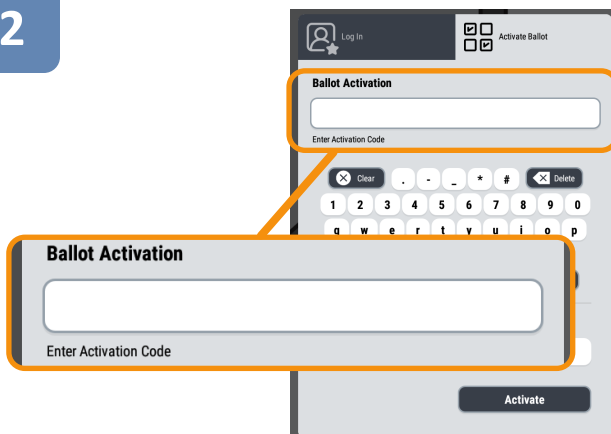 2
Log In
Activate Ballot
Ballot Activation
Enter Activation Code
Clear . - _ * # Delete
1 2 3 4 5 6 7 8 9 0
q w e r t y u i o p
Ballot Activation
Enter Activation Code
Activate